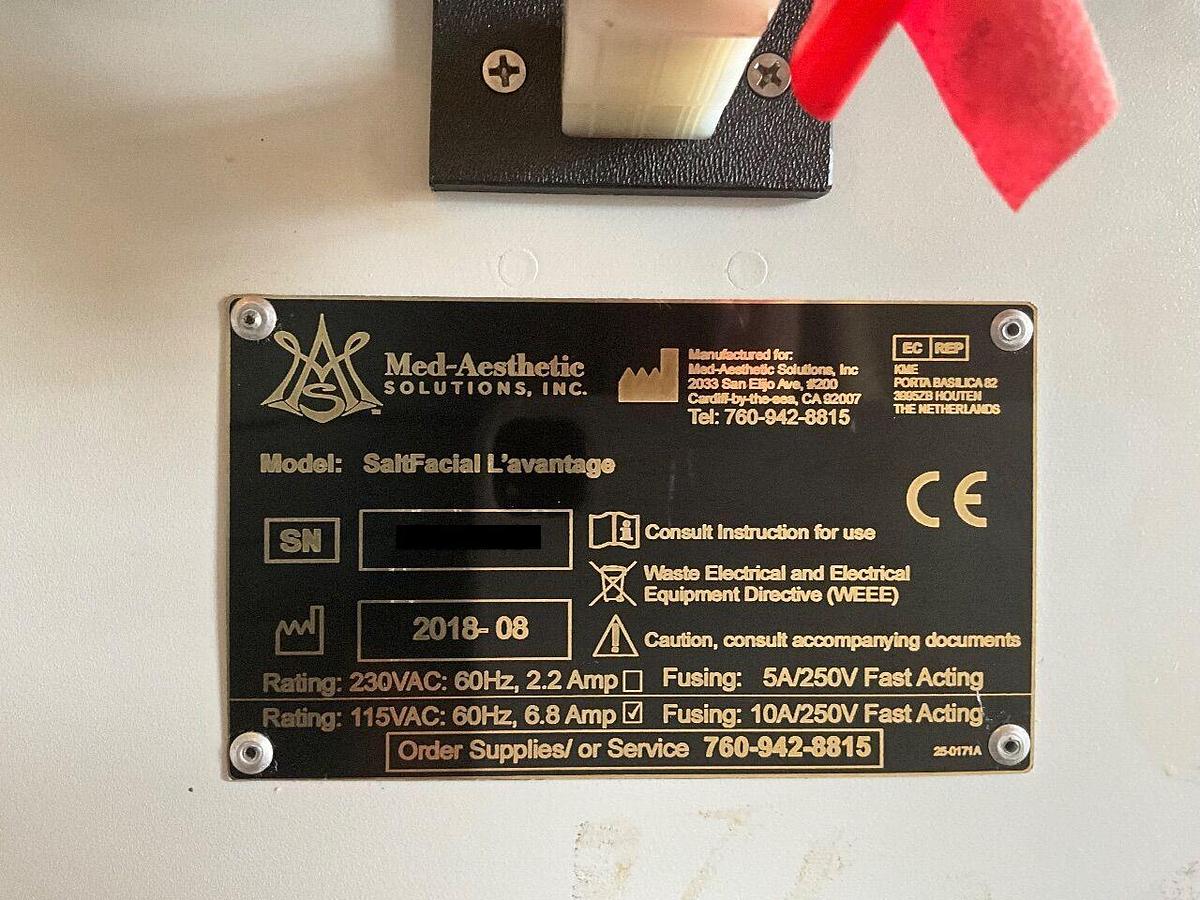 MAS
Med-Aesthetic
SOLUTIONS, INC.
™
Manufactured for:
Med-Aesthetic Solutions, Inc
2033 San Elijo Ave, #200
Cardiff-by-the-sea, CA 92007
Tel: 760-942-8815
EC REP
KME
PORTA BASILICA 82
3995ZB HOUTEN
THE NETHERLANDS
Model: SaltFacial L'avantage
CE
SN
Consult Instruction for use
Waste Electrical and Electrical
Equipment Directive (WEEE)
2018- 08
Caution, consult accompanying documents
Rating: 230VAC: 60Hz, 2.2 Amp Fusing: 5A/250V Fast Acting
Rating: 115VAC: 60Hz, 6.8 Amp Fusing: 10A/250V Fast Acting
Order Supplies/ or Service 760-942-8815
25-0171A